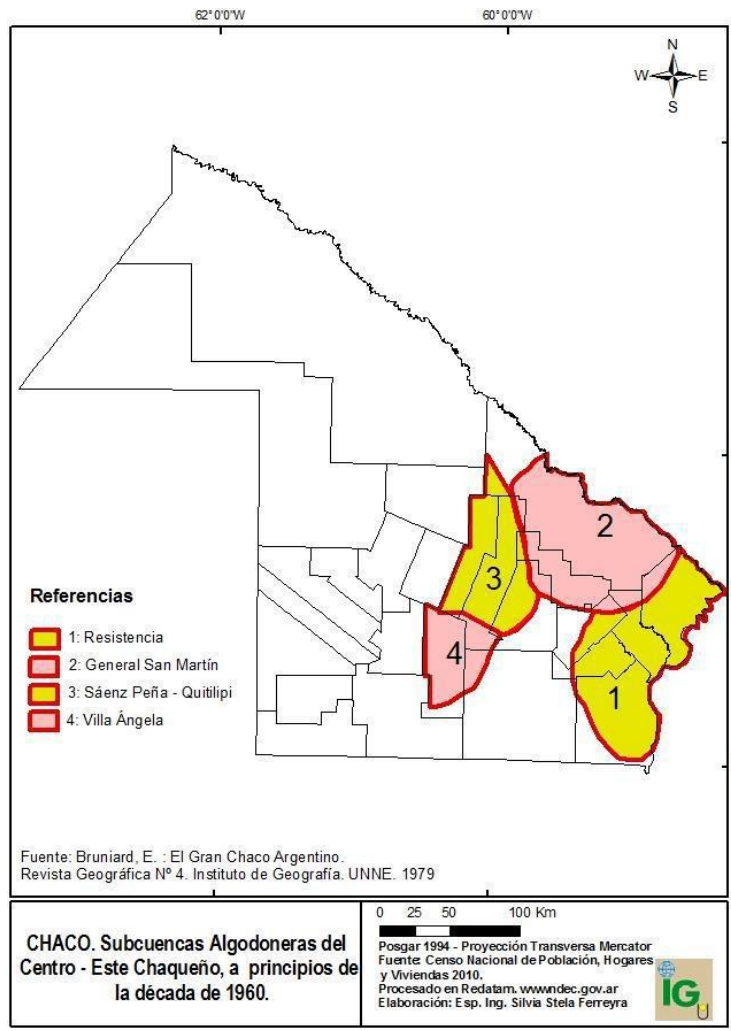 62° 0'0"W 60° 0'0"W
N
W E
S
2
3
4
1
Referencias
1: Resistencia
2: General San Martín
3: Sáenz Peña - Quitilipi
4: Villa Ángela
Fuente: Bruniard, E. : El Gran Chaco Argentino.
Revista Geográfica Nº 4. Instituto de Geografía. UNNE. 1979
CHACO. Subcuencas Algodoneras del
Centro - Este Chaqueño, a principios de
la década de 1960.
0 25 50 100 Km
Posgar 1994 - Proyección Transversa Mercator
Fuente: Censo Nacional de Población, Hogares
y Viviendas 2010.
Procesado en Redatam. wwwndec.gov.ar
Elaboración: Esp. Ing. Silvia Stela Ferreyra
IG